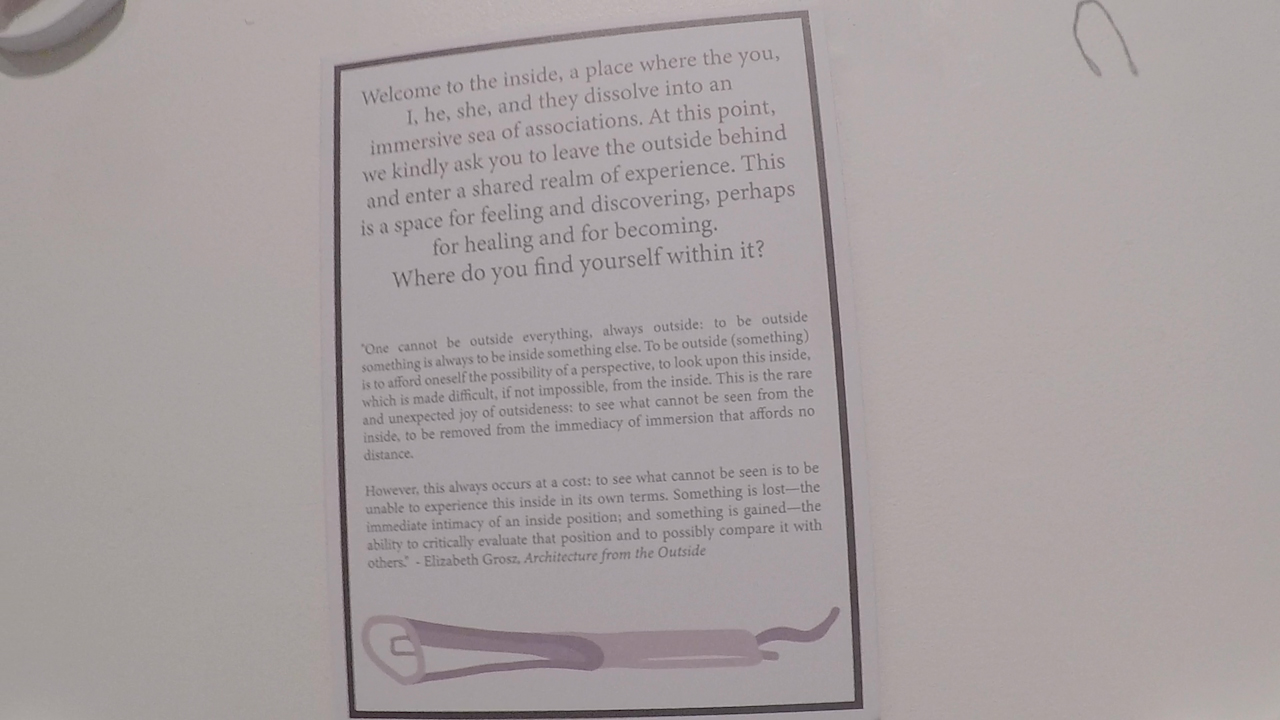 Welcome to the inside, a place where the you,
I, he, she, and they dissolve into an
immersive sea of associations. At this point,
we kindly ask you to leave the outside behind
and enter a shared realm of experience. This
is a space for feeling and discovering, perhaps
for healing and for becoming.
Where do you find yourself within it?
"One cannot be outside everything, always outside: to be outside
something is always to be inside something else. To be outside (something)
is to afford oneself the possibility of a perspective, to look upon this inside,
which is made difficult, if not impossible, from the inside. This is the rare
and unexpected joy of outsideness: to see what cannot be seen from the
inside, to be removed from the immediacy of immersion that affords no
distance.
However, this always occurs at a cost: to see what cannot be seen is to be
unable to experience this inside in its own terms. Something is lost—the
immediate intimacy of an inside position; and something is gained—the
ability to critically evaluate that position and to possibly compare it with
others." - Elizabeth Grosz, Architecture from the Outside